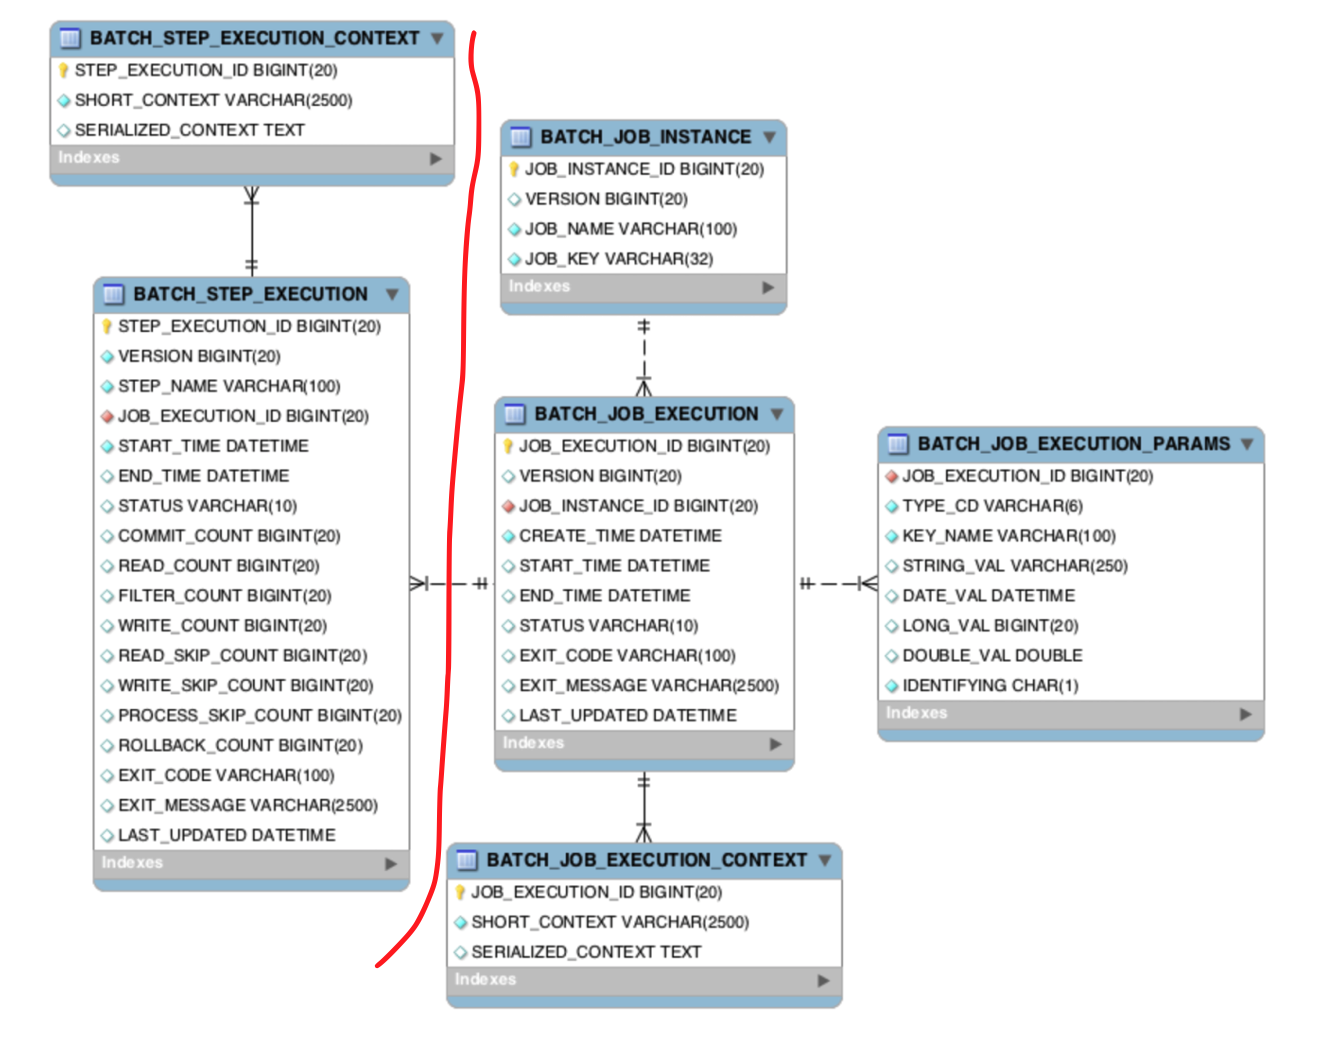 BATCH_STEP_EXECUTION_CONTEXT
STEP_EXECUTION_ID BIGINT(20)
SHORT_CONTEXT VARCHAR(2500)
SERIALIZED_CONTEXT TEXT
Indexes
BATCH_STEP_EXECUTION
STEP_EXECUTION_ID BIGINT(20)
VERSION BIGINT(20)
STEP_NAME VARCHAR(100)
JOB_EXECUTION_ID BIGINT(20)
START_TIME DATETIME
END_TIME DATETIME
STATUS VARCHAR(10)
COMMIT_COUNT BIGINT(20)
READ_COUNT BIGINT(20)
FILTER_COUNT BIGINT(20)
WRITE_COUNT BIGINT(20)
READ_SKIP_COUNT BIGINT(20)
WRITE_SKIP_COUNT BIGINT(20)
PROCESS_SKIP_COUNT BIGINT(20)
ROLLBACK_COUNT BIGINT(20)
EXIT_CODE VARCHAR(100)
EXIT_MESSAGE VARCHAR(2500)
LAST_UPDATED DATETIME
Indexes
BATCH_JOB_INSTANCE
JOB_INSTANCE_ID BIGINT(20)
VERSION BIGINT(20)
JOB_NAME VARCHAR(100)
JOB_KEY VARCHAR(32)
Indexes
BATCH_JOB_EXECUTION
JOB_EXECUTION_ID BIGINT(20)
VERSION BIGINT(20)
JOB_INSTANCE_ID BIGINT(20)
CREATE_TIME DATETIME
START_TIME DATETIME
END_TIME DATETIME
STATUS VARCHAR(10)
EXIT_CODE VARCHAR(100)
EXIT_MESSAGE VARCHAR(2500)
LAST_UPDATED DATETIME
Indexes
BATCH_JOB_EXECUTION_PARAMS
JOB_EXECUTION_ID BIGINT(20)
TYPE_CD VARCHAR(6)
KEY_NAME VARCHAR(100)
STRING_VAL VARCHAR(250)
DATE_VAL DATETIME
LONG_VAL BIGINT(20)
DOUBLE_VAL DOUBLE
IDENTIFYING CHAR(1)
Indexes
BATCH_JOB_EXECUTION_CONTEXT
JOB_EXECUTION_ID BIGINT(20)
SHORT_CONTEXT VARCHAR(2500)
SERIALIZED_CONTEXT TEXT
Indexes